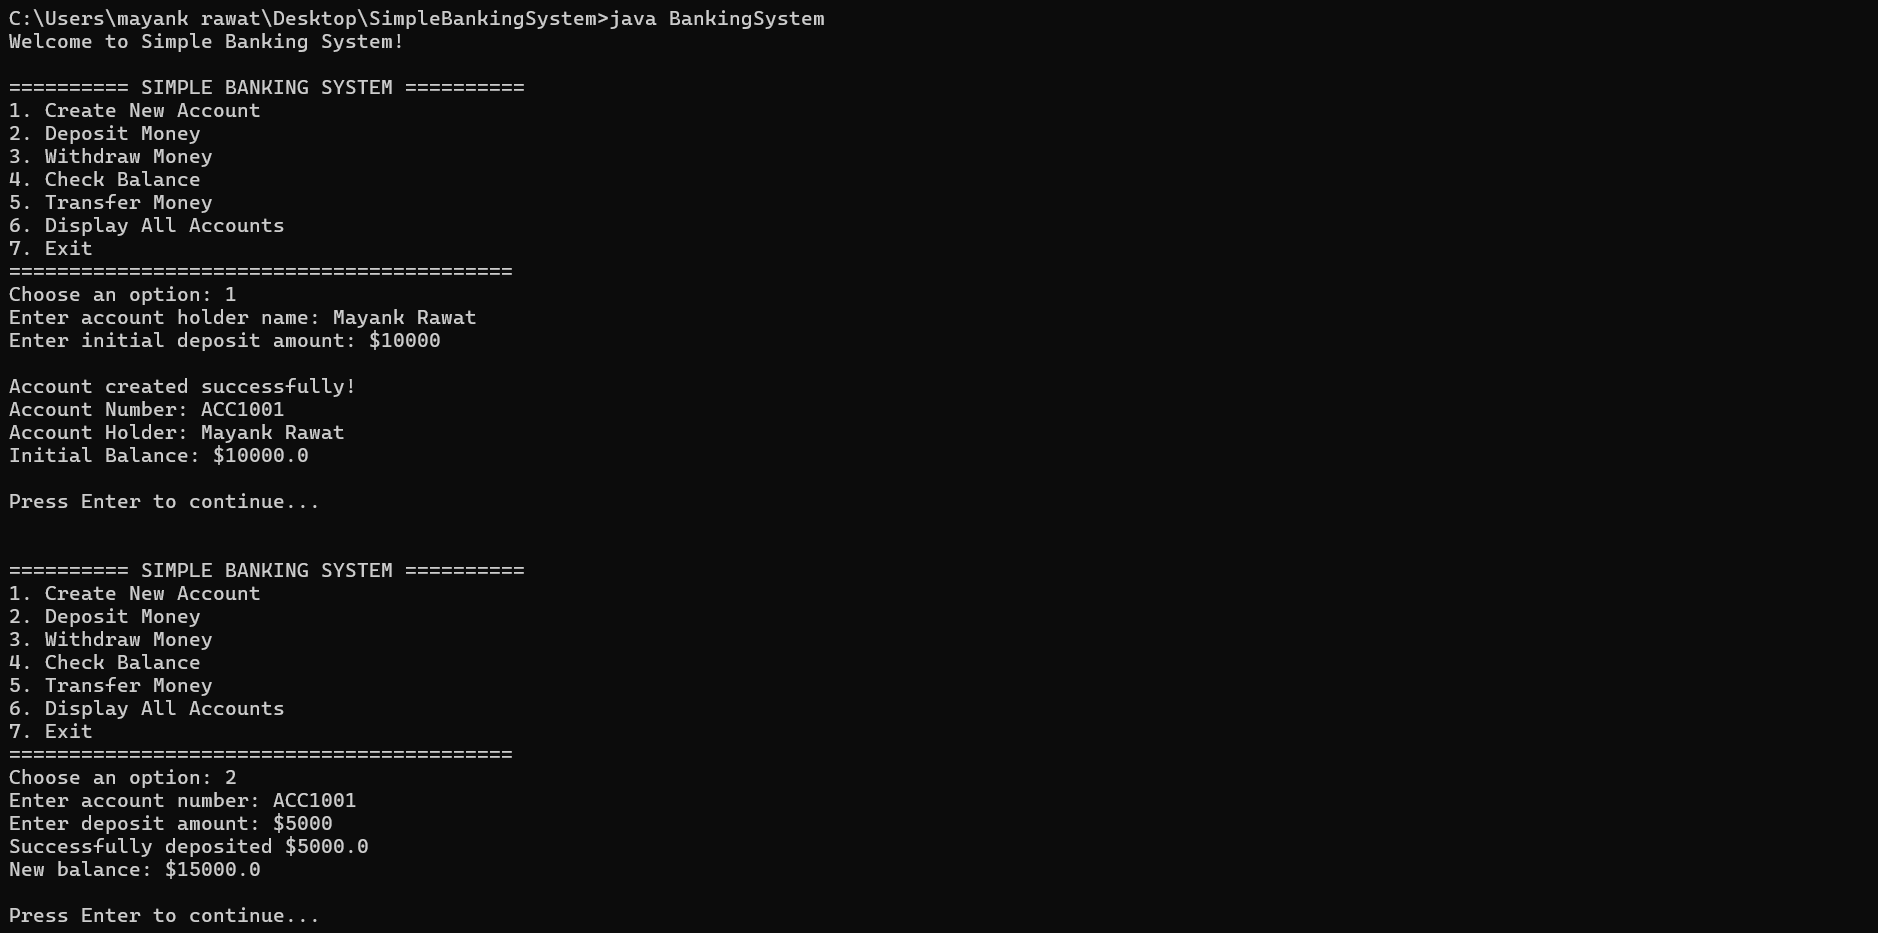 C:\Users\mayank rawat\Desktop\SimpleBankingSystem>java BankingSystem
Welcome to Simple Banking System!
========== SIMPLE BANKING SYSTEM ==========
1. Create New Account
2. Deposit Money
3. Withdraw Money
4. Check Balance
5. Transfer Money
6. Display All Accounts
7. Exit
==========================================
Choose an option: 1
Enter account holder name: Mayank Rawat
Enter initial deposit amount: $10000
Account created successfully!
Account Number: ACC1001
Account Holder: Mayank Rawat
Initial Balance: $10000.0
Press Enter to continue...
========== SIMPLE BANKING SYSTEM ==========
1. Create New Account
2. Deposit Money
3. Withdraw Money
4. Check Balance
5. Transfer Money
6. Display All Accounts
7. Exit
==========================================
Choose an option: 2
Enter account number: ACC1001
Enter deposit amount: $5000
Successfully deposited $5000.0
New balance: $15000.0
Press Enter to continue...